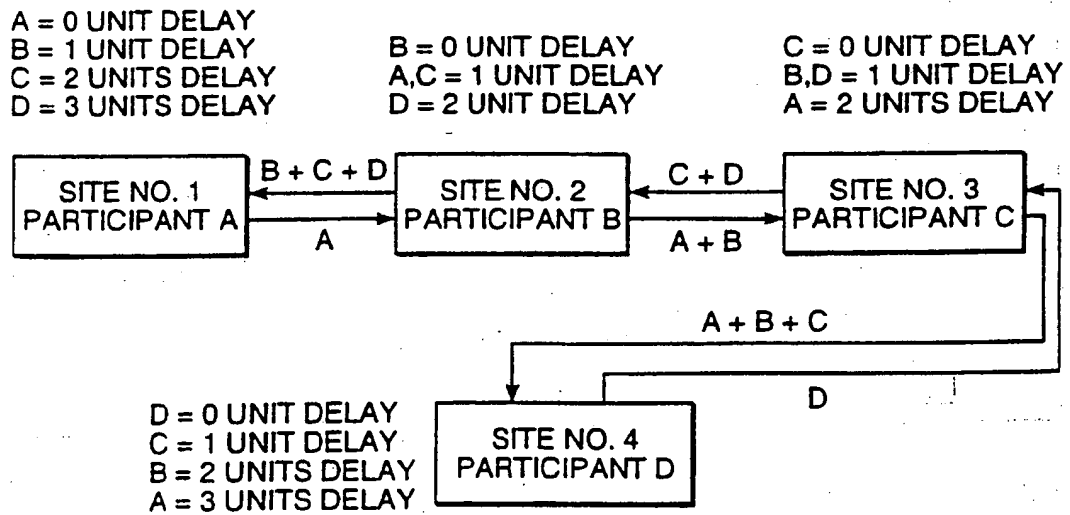 A = 0 UNIT DELAY
B = 1 UNIT DELAY
C = 2 UNITS DELAY
D = 3 UNITS DELAY
B = 0 UNIT DELAY
A,C = 1 UNIT DELAY
D = 2 UNIT DELAY
C = 0 UNIT DELAY
B,D = 1 UNIT DELAY
A = 2 UNITS DELAY
SITE NO. 1
PARTICIPANT A
B + C + D
A
SITE NO. 2
PARTICIPANT B
C + D
A + B
SITE NO. 3
PARTICIPANT C
A + B + C
D
D = 0 UNIT DELAY
C = 1 UNIT DELAY
B = 2 UNITS DELAY
A = 3 UNITS DELAY
SITE NO. 4
PARTICIPANT D